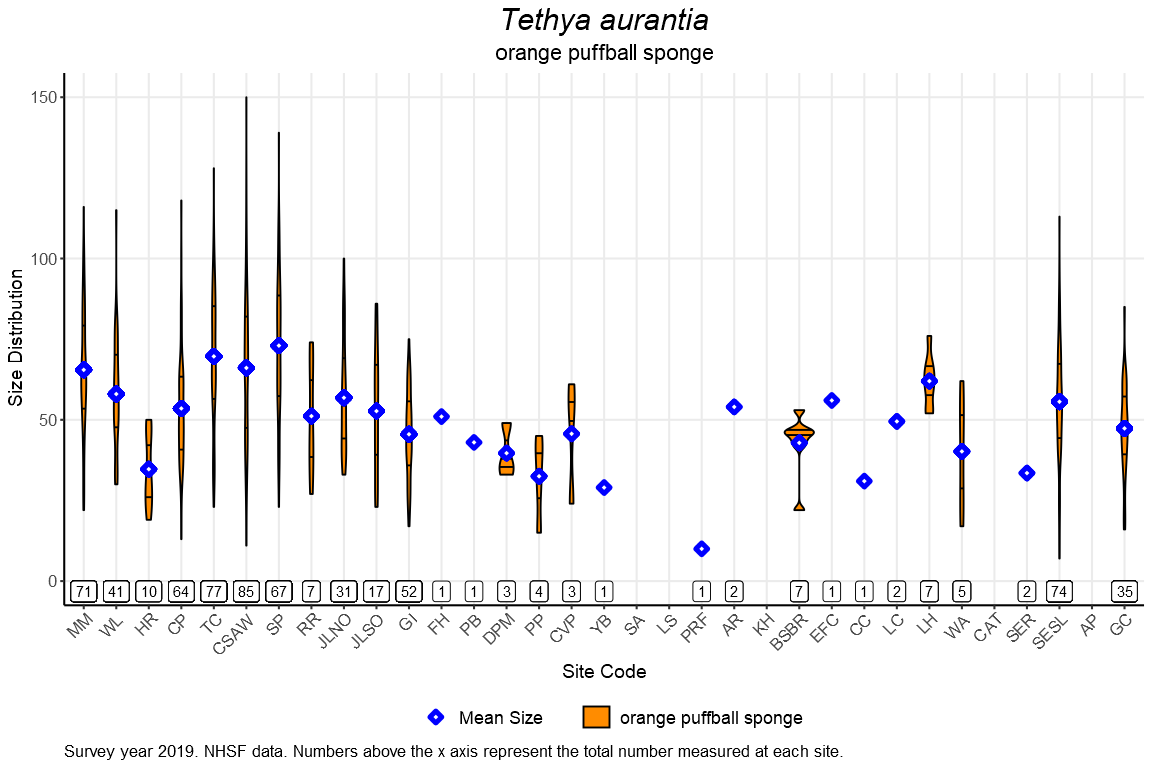 Tethya aurantia
orange puffball sponge
150
100
50
0
Size Distribution
71 41 10 64 77 85 67 7 31 17 52 1 1 3 4 3 1 1 2 7 1 1 2 7 5 2 74 35
MM WL HR CP TC CSAW SP RR JLNO JLSO GI FH PB DPM PP CVP YB SA LS PRF AR KH BSBR EFC CC LC LH WA CAT SER SESL AP GC
Site Code
Mean Size orange puffball sponge
Survey year 2019. NHSF data. Numbers above the x axis represent the total number measured at each site.